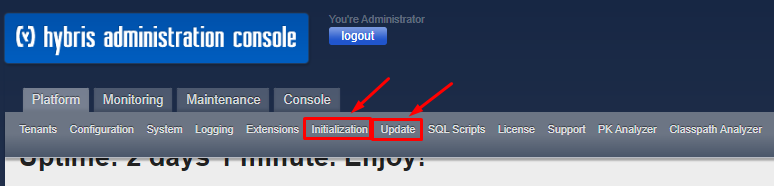 You're Administrator
hybris administration console
logout
Platform Monitoring Maintenance Console
Tenants Configuration System Logging Extensions Initialization Update SQL Scripts License Support PK Analyzer Classpath Analyzer
Uptime: 2 days 1 minute. Enjoy!